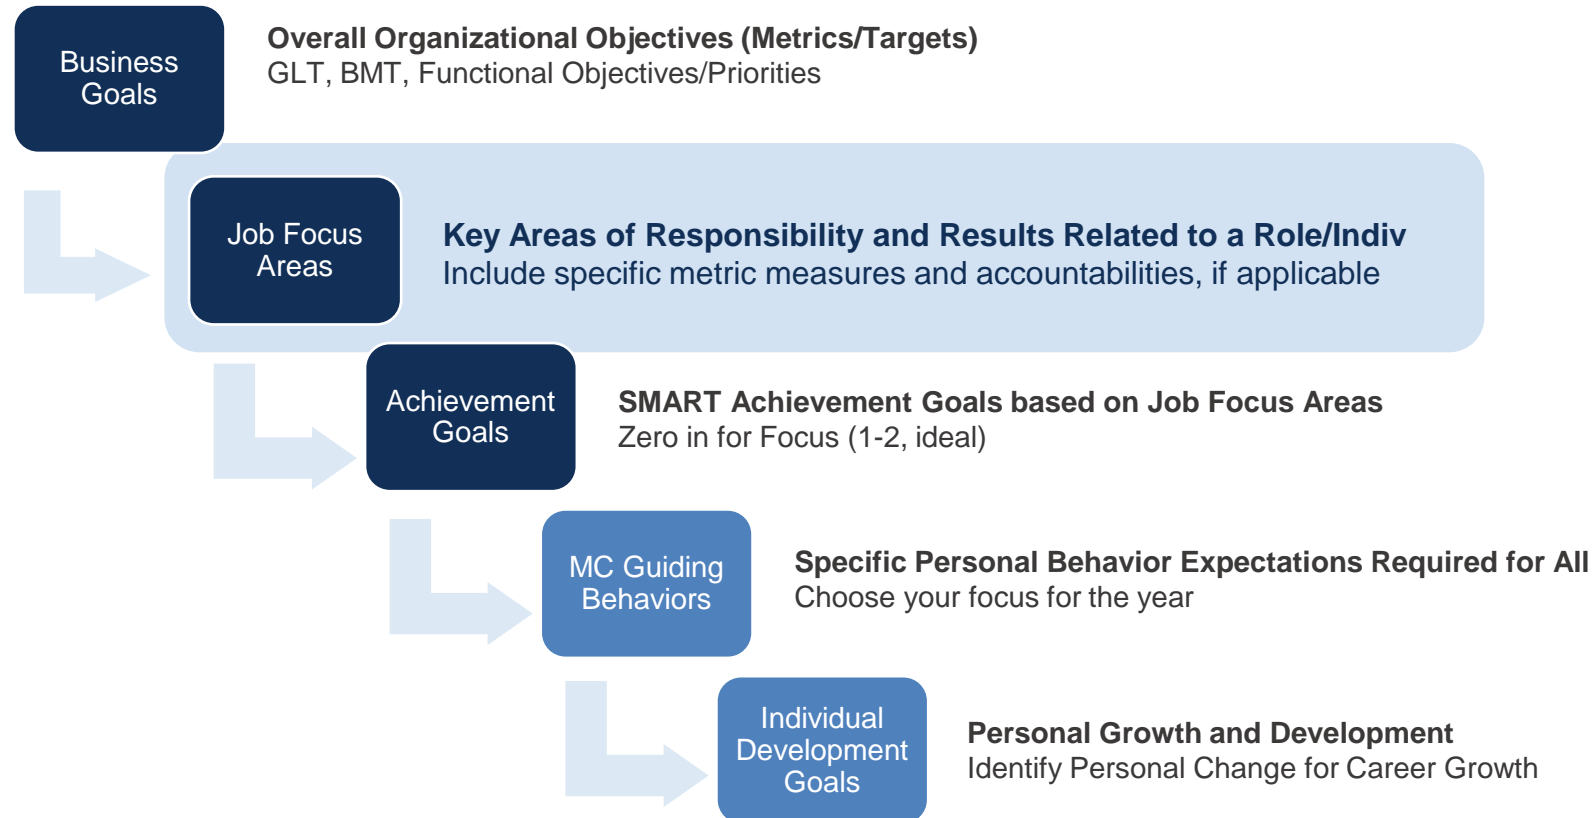 Business
Goals
Overall Organizational Objectives (Metrics/Targets)
GLT, BMT, Functional Objectives/Priorities
Job Focus
Areas
Key Areas of Responsibility and Results Related to a Role/Indiv
Include specific metric measures and accountabilities, if applicable
Achievement
Goals
SMART Achievement Goals based on Job Focus Areas
Zero in for Focus (1-2, ideal)
MC Guiding
Behaviors
Specific Personal Behavior Expectations Required for All
Choose your focus for the year
Individual
Development
Goals
Personal Growth and Development
Identify Personal Change for Career Growth